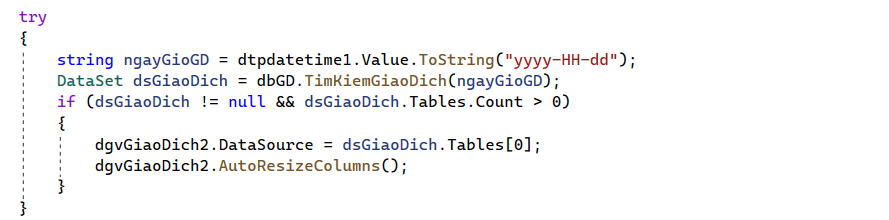 try
{
string ngayGioGD = dtpdatetime1.Value.ToString("yyyy-HH-dd");
DataSet dsGiaoDich = dbGD.TimKiemGiaoDich(ngayGioGD);
if (dsGiaoDich != null && dsGiaoDich.Tables.Count > 0)
{
dgvGiaoDich2.DataSource = dsGiaoDich.Tables[0];
dgvGiaoDich2.AutoResizeColumns();
}
}